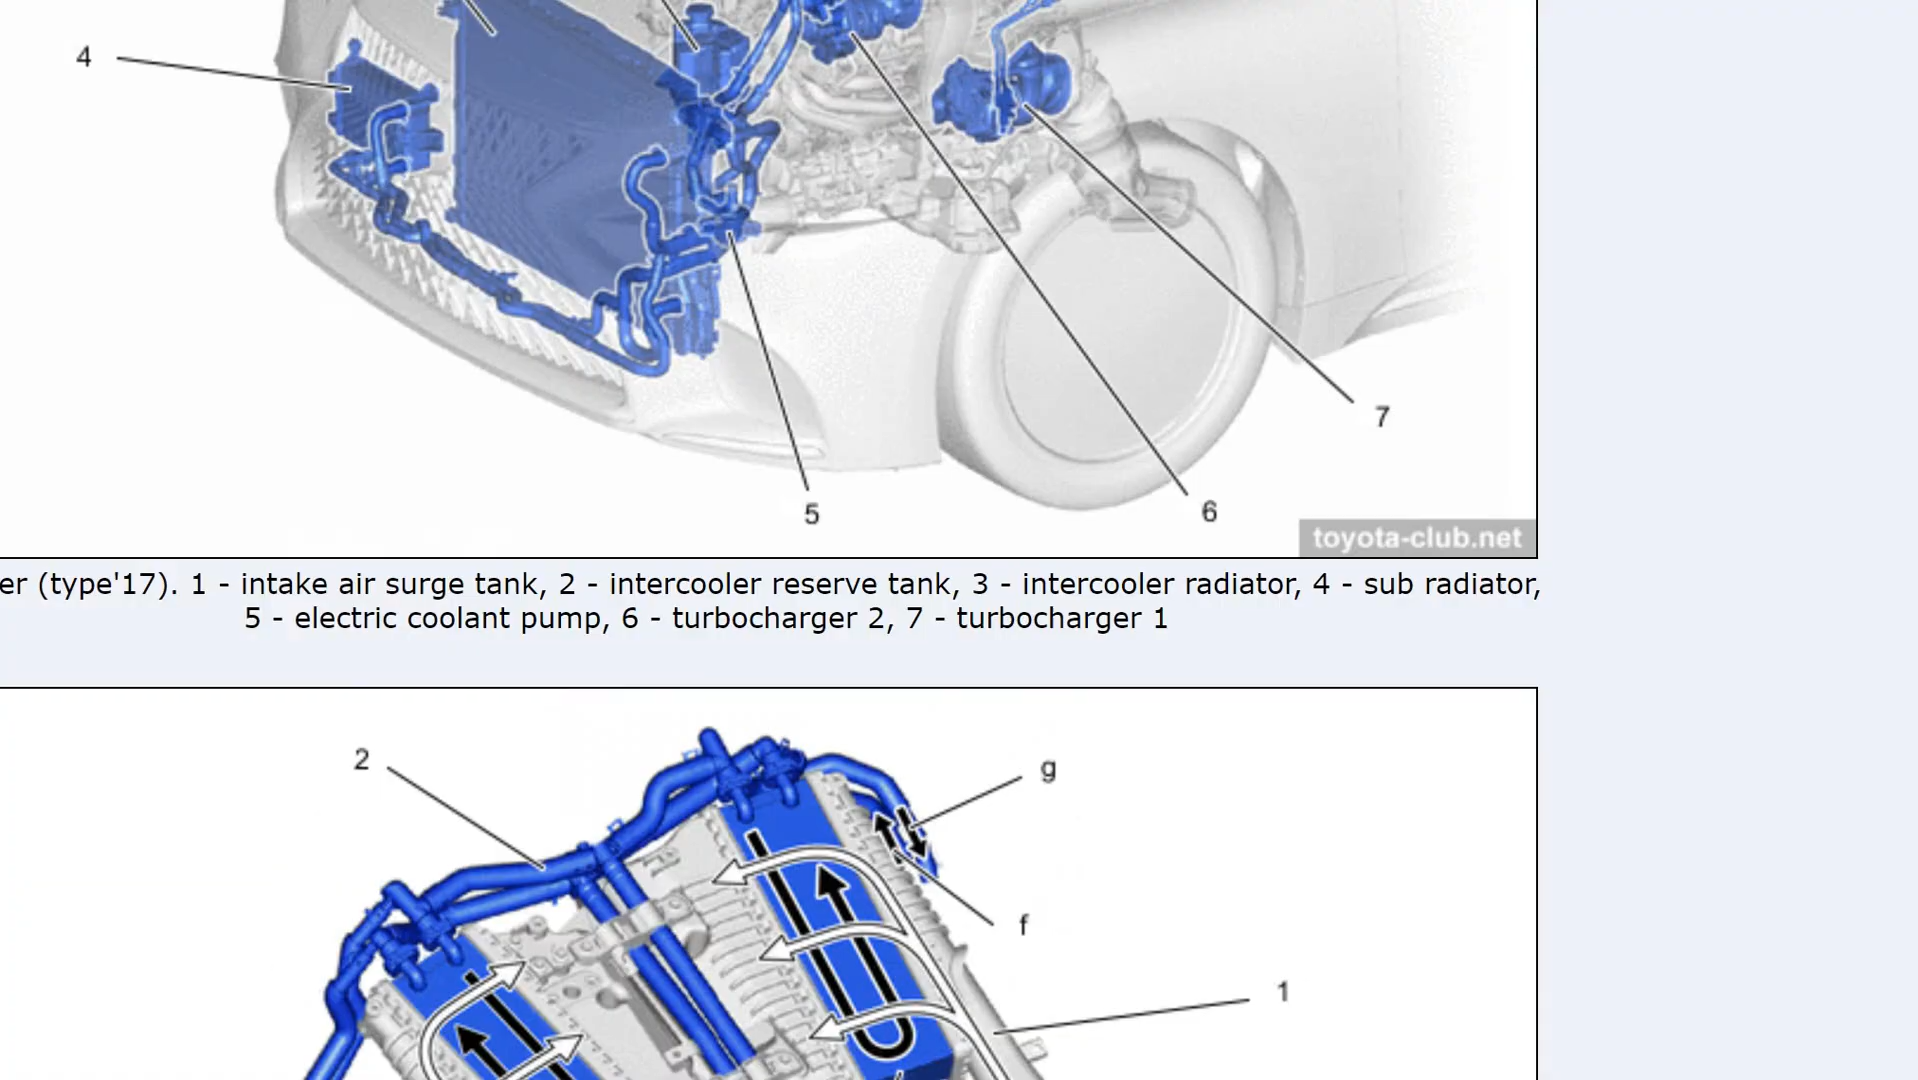 4
7
5
6
toyota-club.net
er (type'17). 1 - intake air surge tank, 2 - intercooler reserve tank, 3 - intercooler radiator, 4 - sub radiator,
5 - electric coolant pump, 6 - turbocharger 2, 7 - turbocharger 1
2
g
f
1